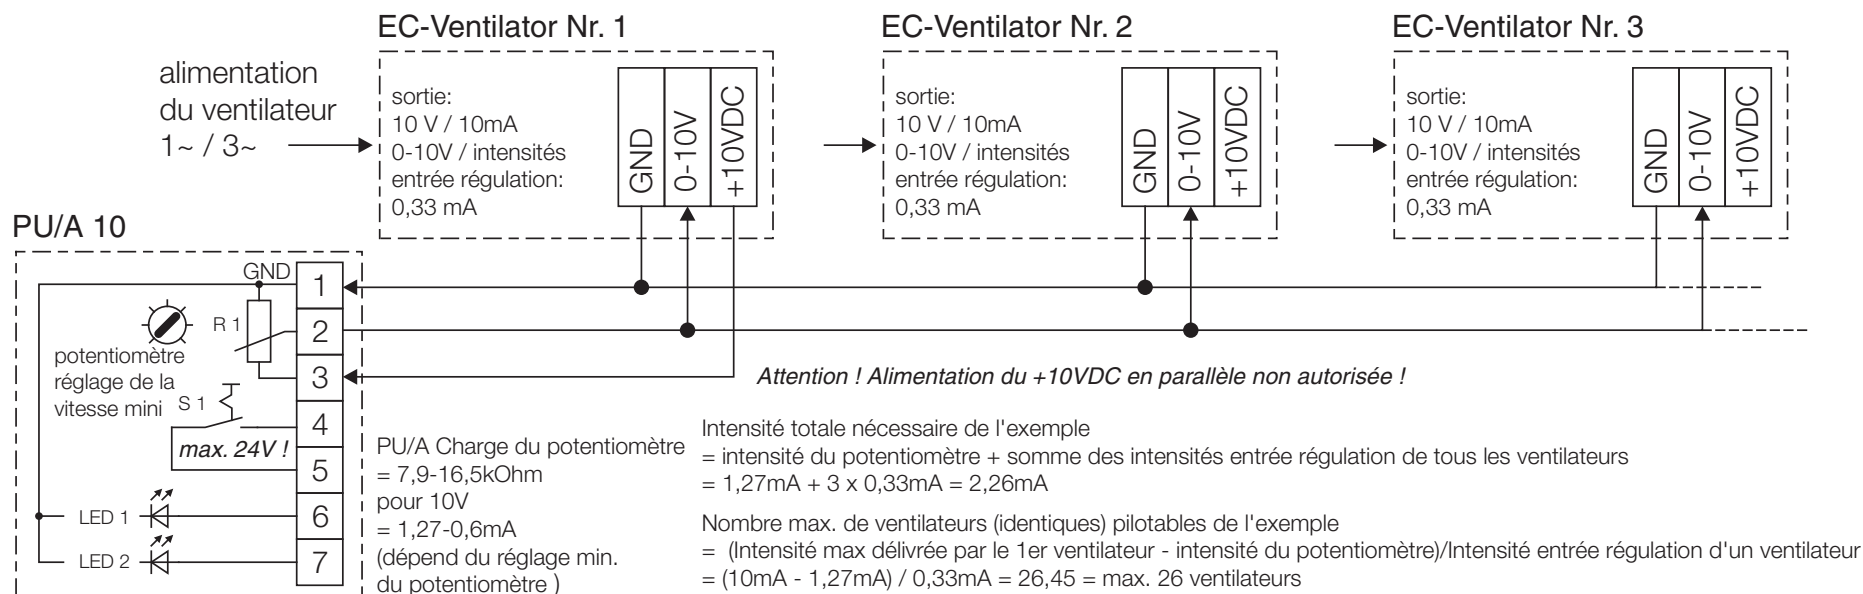 EC-Ventilator Nr. 1
EC-Ventilator Nr. 2
EC-Ventilator Nr. 3
alimentation
du ventilateur
1~ / 3~
sortie:
10 V / 10mA
0-10V / intensités
entrée régulation:
0,33 mA
GND
0-10V
+10VDC
sortie:
10 V / 10mA
0-10V / intensités
entrée régulation:
0,33 mA
GND
0-10V
+10VDC
sortie:
10 V / 10mA
0-10V / intensités
entrée régulation:
0,33 mA
GND
0-10V
+10VDC
PU/A 10
GND
1
2
3
4
5
6
7
R 1
potentiomètre
réglage de la
vitesse mini
S 1
max. 24V !
LED 1
LED 2
Attention ! Alimentation du +10VDC en parallèle non autorisée !
PU/A Charge du potentiomètre
= 7,9-16,5kOhm
pour 10V
= 1,27-0,6mA
(dépend du réglage min.
du potentiomètre )
Intensité totale nécessaire de l'exemple
= intensité du potentiomètre + somme des intensités entrée régulation de tous les ventilateurs
= 1,27mA + 3 x 0,33mA = 2,26mA
Nombre max. de ventilateurs (identiques) pilotables de l'exemple
= (Intensité max délivrée par le 1er ventilateur - intensité du potentiomètre)/Intensité entrée régulation d'un ventilateur
= (10mA - 1,27mA) / 0,33mA = 26,45 = max. 26 ventilateurs